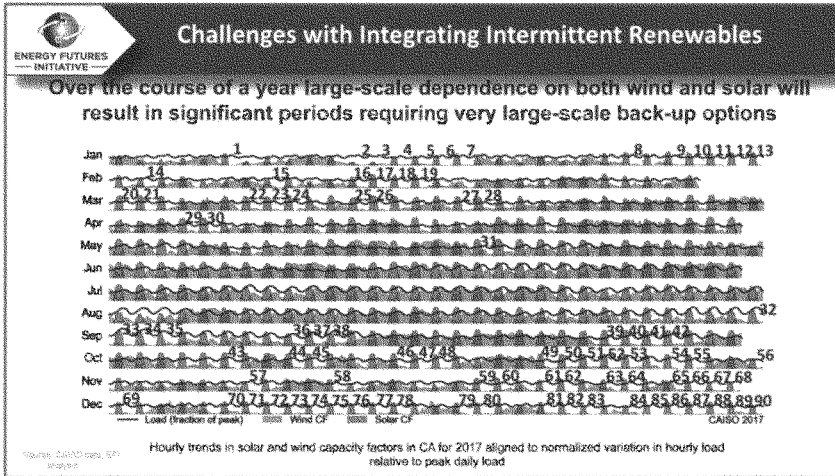 Challenges with Integrating Intermittent Renewables
ENERGY FUTURES
INITIATIVE
Over the course of a year large-scale dependence on both wind and solar will
result in significant periods requiring very large-scale back-up options
Jan 1 2 3 4 5 6 7 8 9 10 11 12 13
Feb 14 15 16 17 18 19
Mar 20 21 22 23 24 25 26 27 28
Apr 29 30
May 31
Jun
Jul
Aug 32
Sep 33 34 35 36 37 38 39 40 41 42
Oct 43 44 45 46 47 48 49 50 51 52 53 54 55 56
Nov 57 58 59 60 61 62 63 64 65 66 67 68
Dec 69 70 71 72 73 74 75 76 77 78 79 80 81 82 83 84 85 86 87 88 89 90
Load (fraction of peak) Wind CF Solar CF CAISO 2017
Hourly trends in solar and wind capacity factors in CA for 2017 aligned to normalized variation in hourly load
relative to peak daily load